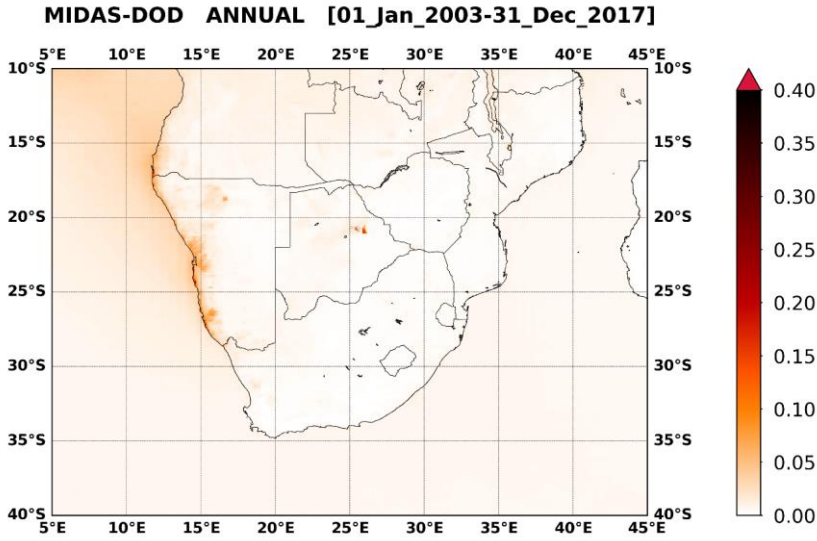 MIDAS-DOD ANNUAL [01_Jan_2003-31_Dec_2017]
5°E 10°E 15°E 20°E 25°E 30°E 35°E 40°E 45°E
10°S 10°S
15°S 15°S
20°S 20°S
25°S 25°S
30°S 30°S
35°S 35°S
40°S 40°S
5°E 10°E 15°E 20°E 25°E 30°E 35°E 40°E 45°E
0.40
0.35
0.30
0.25
0.20
0.15
0.10
0.05
0.00